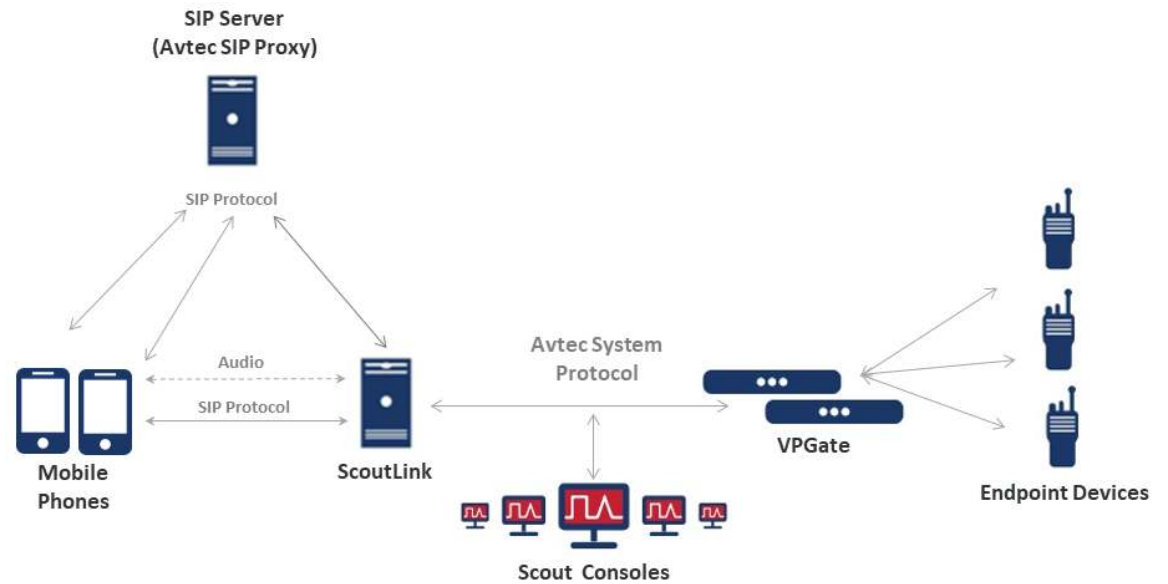 SIP Server
(Avtec SIP Proxy)
SIP Protocol
Audio
SIP Protocol
Avtec System
Protocol
Mobile
Phones
ScoutLink
VPGate
Endpoint Devices
Scout Consoles